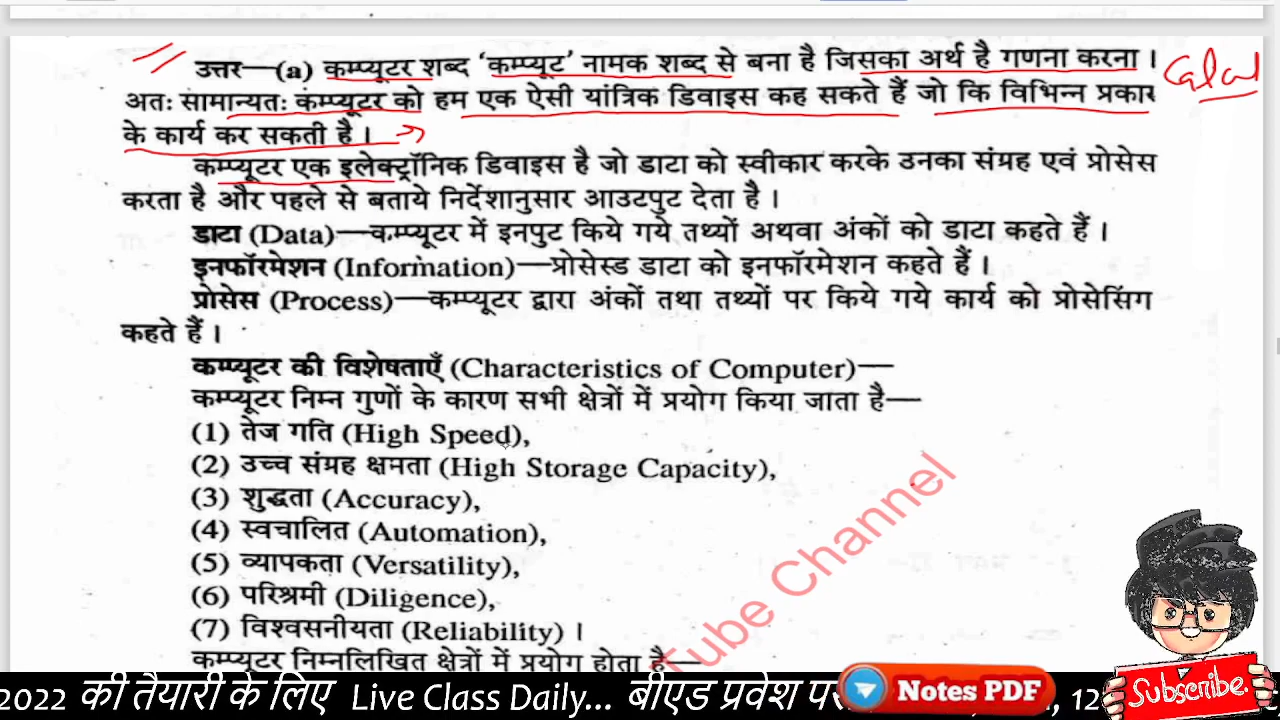 उत्तर—(a) कम्प्यूटर शब्द ‘कम्प्यूट’ नामक शब्द से बना है जिसका अर्थ है गणना करना ।
अतः सामान्यतः कम्प्यूटर को हम एक ऐसी यांत्रिक डिवाइस कह सकते हैं जो कि विभिन्न प्रकार
के कार्य कर सकती है ।
कम्प्यूटर एक इलेक्ट्रॉनिक डिवाइस है जो डाटा को स्वीकार करके उनका संग्रह एवं प्रोसेस
करता है और पहले से बताये निर्देशानुसार आउटपुट देता है ।
डाटा (Data)—कम्प्यूटर में इनपुट किये गये तथ्यों अथवा अंकों को डाटा कहते हैं ।
इनफॉरमेशन (Information)—प्रोसेस्ड डाटा को इनफॉरमेशन कहते हैं ।
प्रोसेस (Process)—कम्प्यूटर द्वारा अंकों तथा तथ्यों पर किये गये कार्य को प्रोसेसिंग
कहते हैं ।
कम्प्यूटर की विशेषताएँ (Characteristics of Computer)—
कम्प्यूटर निम्न गुणों के कारण सभी क्षेत्रों में प्रयोग किया जाता है—
(1) तेज गति (High Speed),
(2) उच्च संग्रह क्षमता (High Storage Capacity),
(3) शुद्धता (Accuracy),
(4) स्वचालित (Automation),
(5) व्यापकता (Versatility),
(6) परिश्रमी (Diligence),
(7) विश्वसनीयता (Reliability) ।
कम्प्यूटर निम्नलिखित क्षेत्रों में प्रयोग होता है—
Tube Channel
2022 की तैयारी के लिए Live Class Daily... बीएड प्रवेश
Notes PDF
Subscribe.